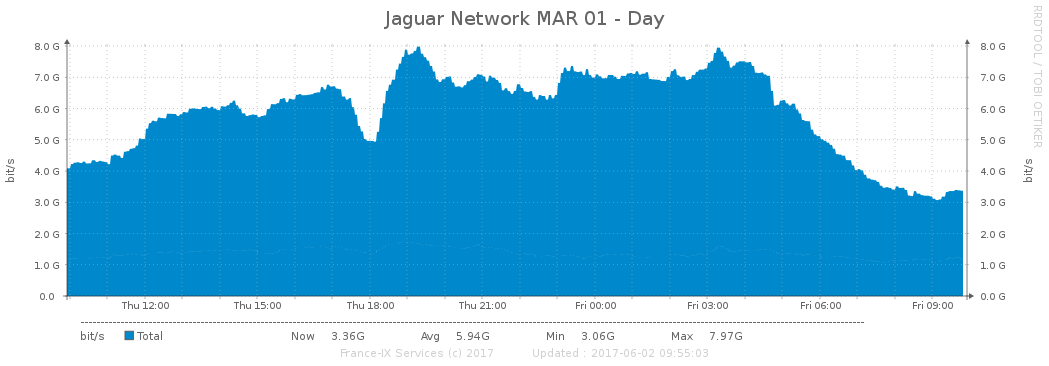 Jaguar Network MAR 01 - Day
RRDTOOL / TOBI OETIKER
8.0 G 8.0 G
7.0 G 7.0 G
6.0 G 6.0 G
5.0 G 5.0 G
4.0 G 4.0 G
3.0 G 3.0 G
2.0 G 2.0 G
1.0 G 1.0 G
0.0 0.0 G
bit/s bit/s
Thu 12:00 Thu 15:00 Thu 18:00 Thu 21:00 Fri 00:00 Fri 03:00 Fri 06:00 Fri 09:00
bit/s Total Now 3.36G Avg 5.94G Min 3.06G Max 7.97G
France-IX Services (c) 2017 Updated : 2017-06-02 09:55:03